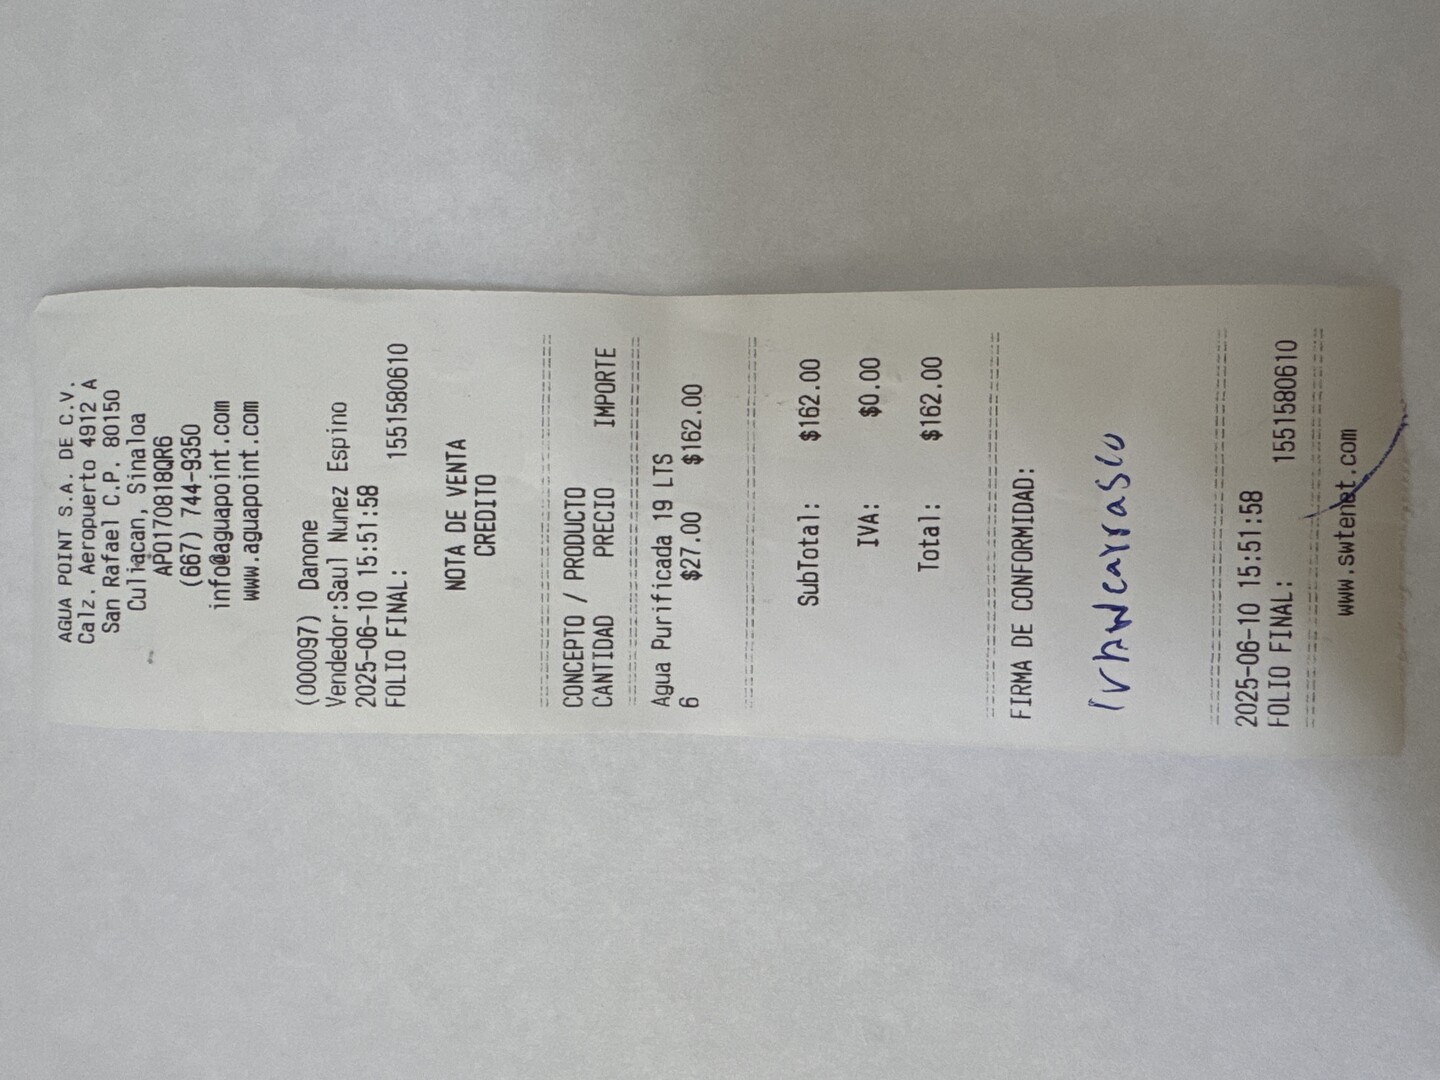 AGUA POINT S.A. DE C.V.
Calz. Aeropuerto 4912 A
San Rafael C.P. 80150
Culiacan, Sinaloa
APO170818QR6
(667) 744-9350
info@aguapoint.com
www.aguapoint.com
(000097) Danone
Vendedor:Saul Nunez Espino
2025-06-10 15:51:58
FOLIO FINAL: 1551580610
NOTA DE VENTA
CREDITO
CONCEPTO / PRODUCTO
CANTIDAD PRECIO IMPORTE
Agua Purificada 19 LTS
6 $27.00 $162.00
SubTotal: $162.00
IVA: $0.00
Total: $162.00
FIRMA DE CONFORMIDAD:
2025-06-10 15:51:58
FOLIO FINAL: 1551580610
www.swtenet.com